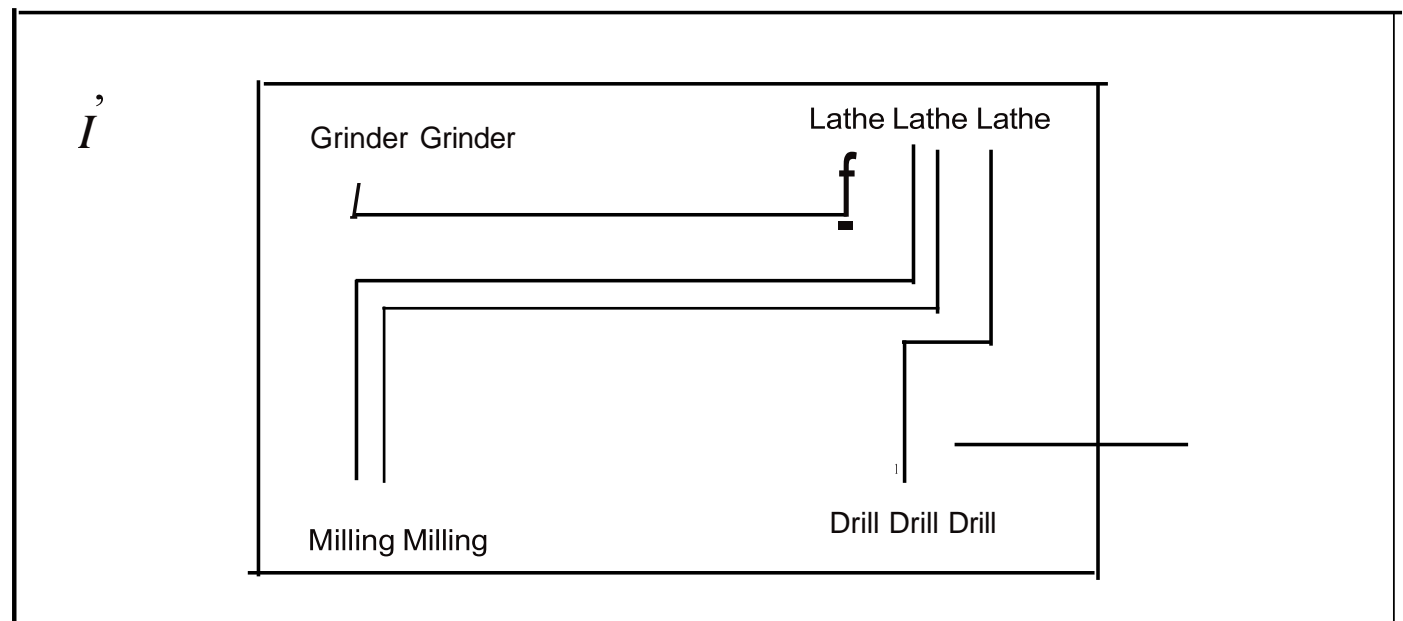 I’
Grinder Grinder
Lathe Lathe Lathe
f
Milling Milling
Drill Drill Drill